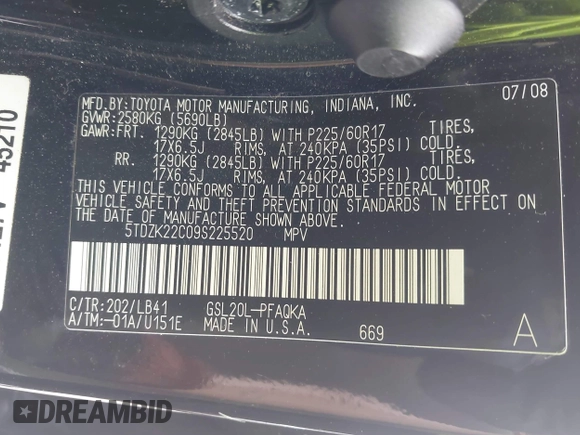 MFD.BY:TOYOTA MOTOR MANUFACTURING, INDIANA, INC. 07/08
GVWR:2580KG (5690LB)
GAWR:FRT. 1290KG (2845LB) WITH P225/60R17 TIRES,
17X6.5J RIMS, AT 240KPA (35PSI) COLD.
RR. 1290KG (2845LB) WITH P225/60R17 TIRES,
17X6.5J RIMS, AT 240KPA (35PSI) COLD.
THIS VEHICLE CONFORMS TO ALL APPLICABLE FEDERAL MOTOR
VEHICLE SAFETY AND THEFT PREVENTION STANDARDS IN EFFECT ON
THE DATE OF MANUFACTURE SHOWN ABOVE.
5TDZK22C09S225520 MPV
C/TR:202/LB41 GSL20L-PFAQKA
A/TM:-01A/U151E MADE IN U.S.A. 669 A
45210
DREAMBID
dreambid.com